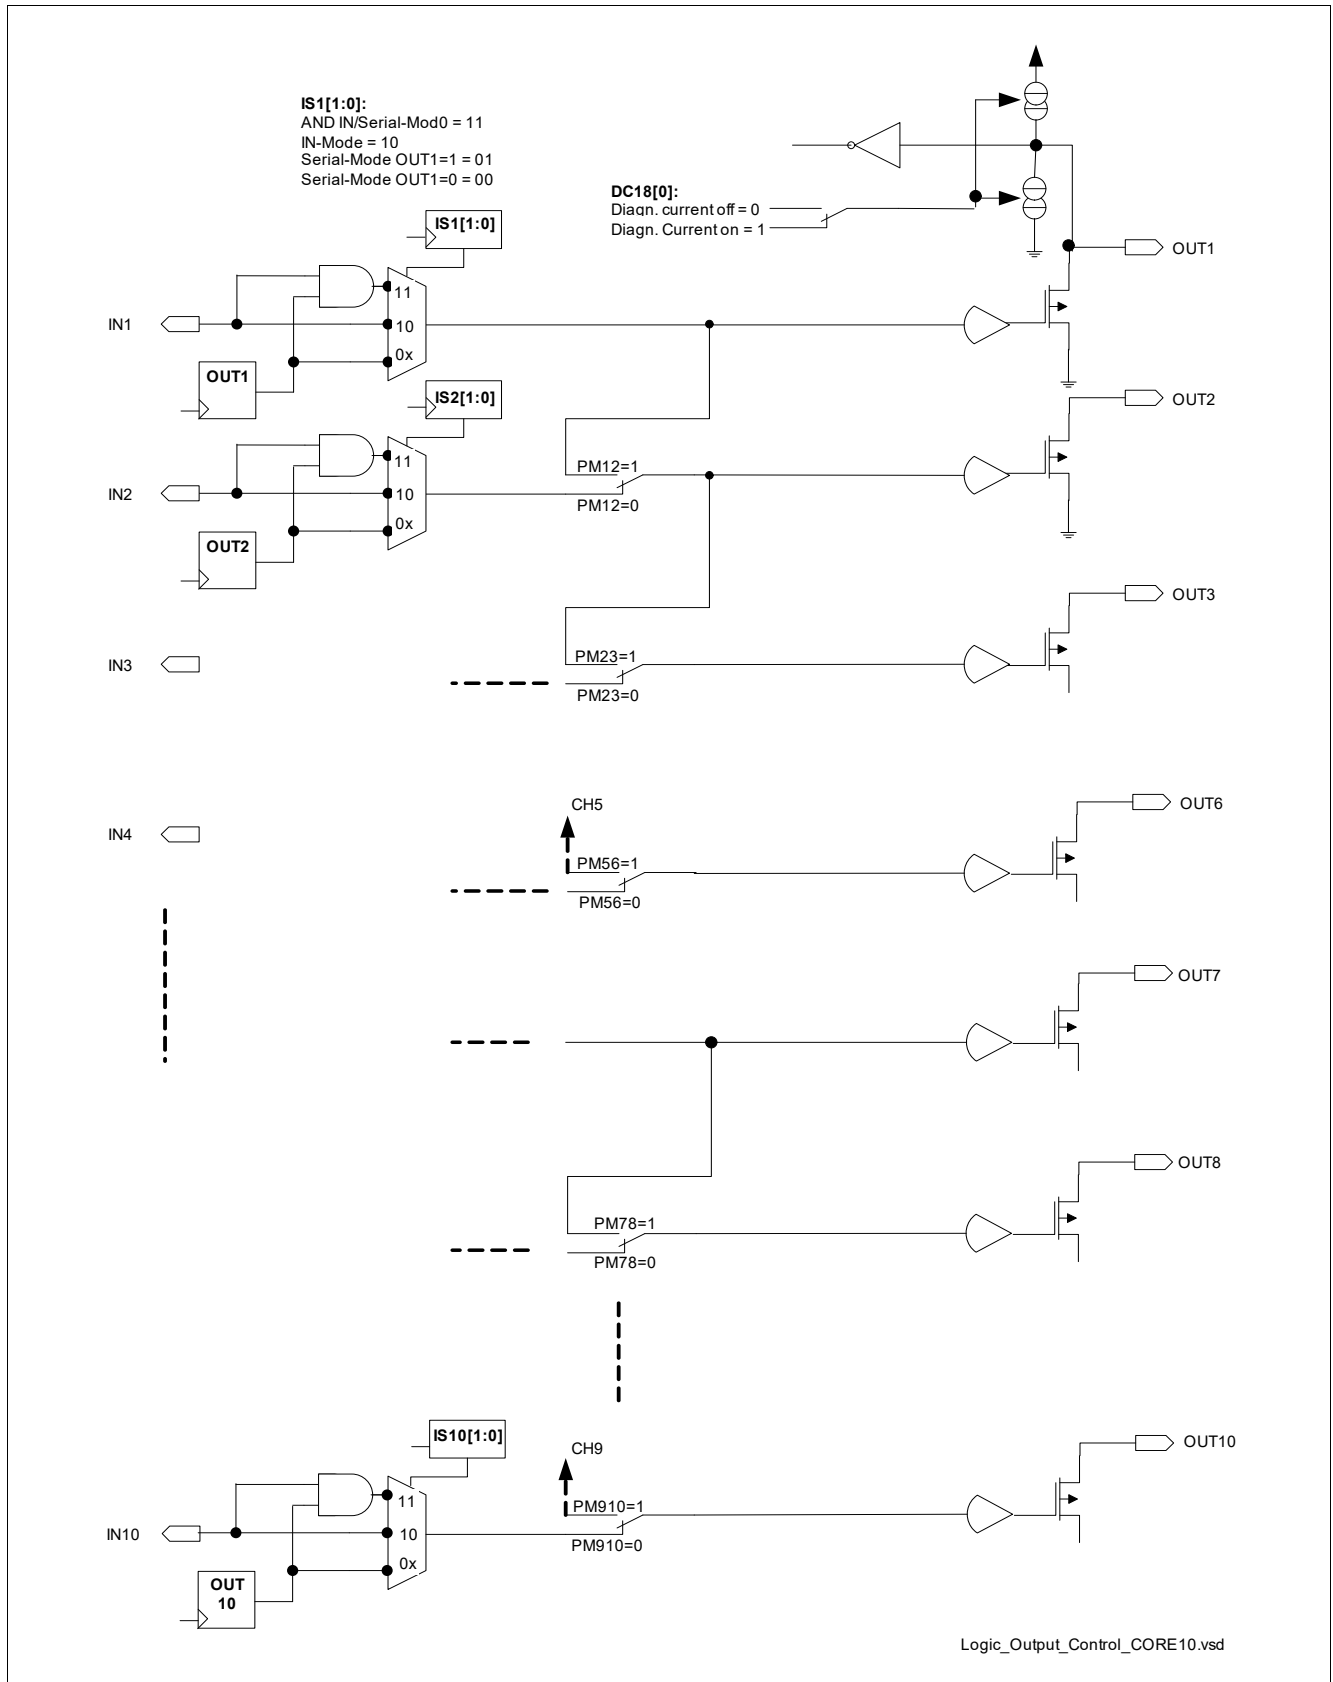 IS1[1:0]:
AND IN/Serial-Mod0 = 11
IN-Mode = 10
Serial-Mode OUT1=1 = 01
Serial-Mode OUT1=0 = 00
DC18[0]:
Diagn. current off = 0
Diagn. Current on = 1
IS1[1:0]
OUT1
11
IN1
10
0x
OUT1
IS2[1:0]
OUT2
11
PM12=1
IN2
10
PM12=0
0x
OUT2
OUT3
IN3
PM23=1
PM23=0
CH5
OUT6
IN4
PM56=1
PM56=0
OUT7
OUT8
PM78=1
PM78=0
IS10[1:0]
CH9
OUT10
11
PM910=1
IN10
10
PM910=0
0x
OUT
10
Logic_Output_Control_CORE10.vsd